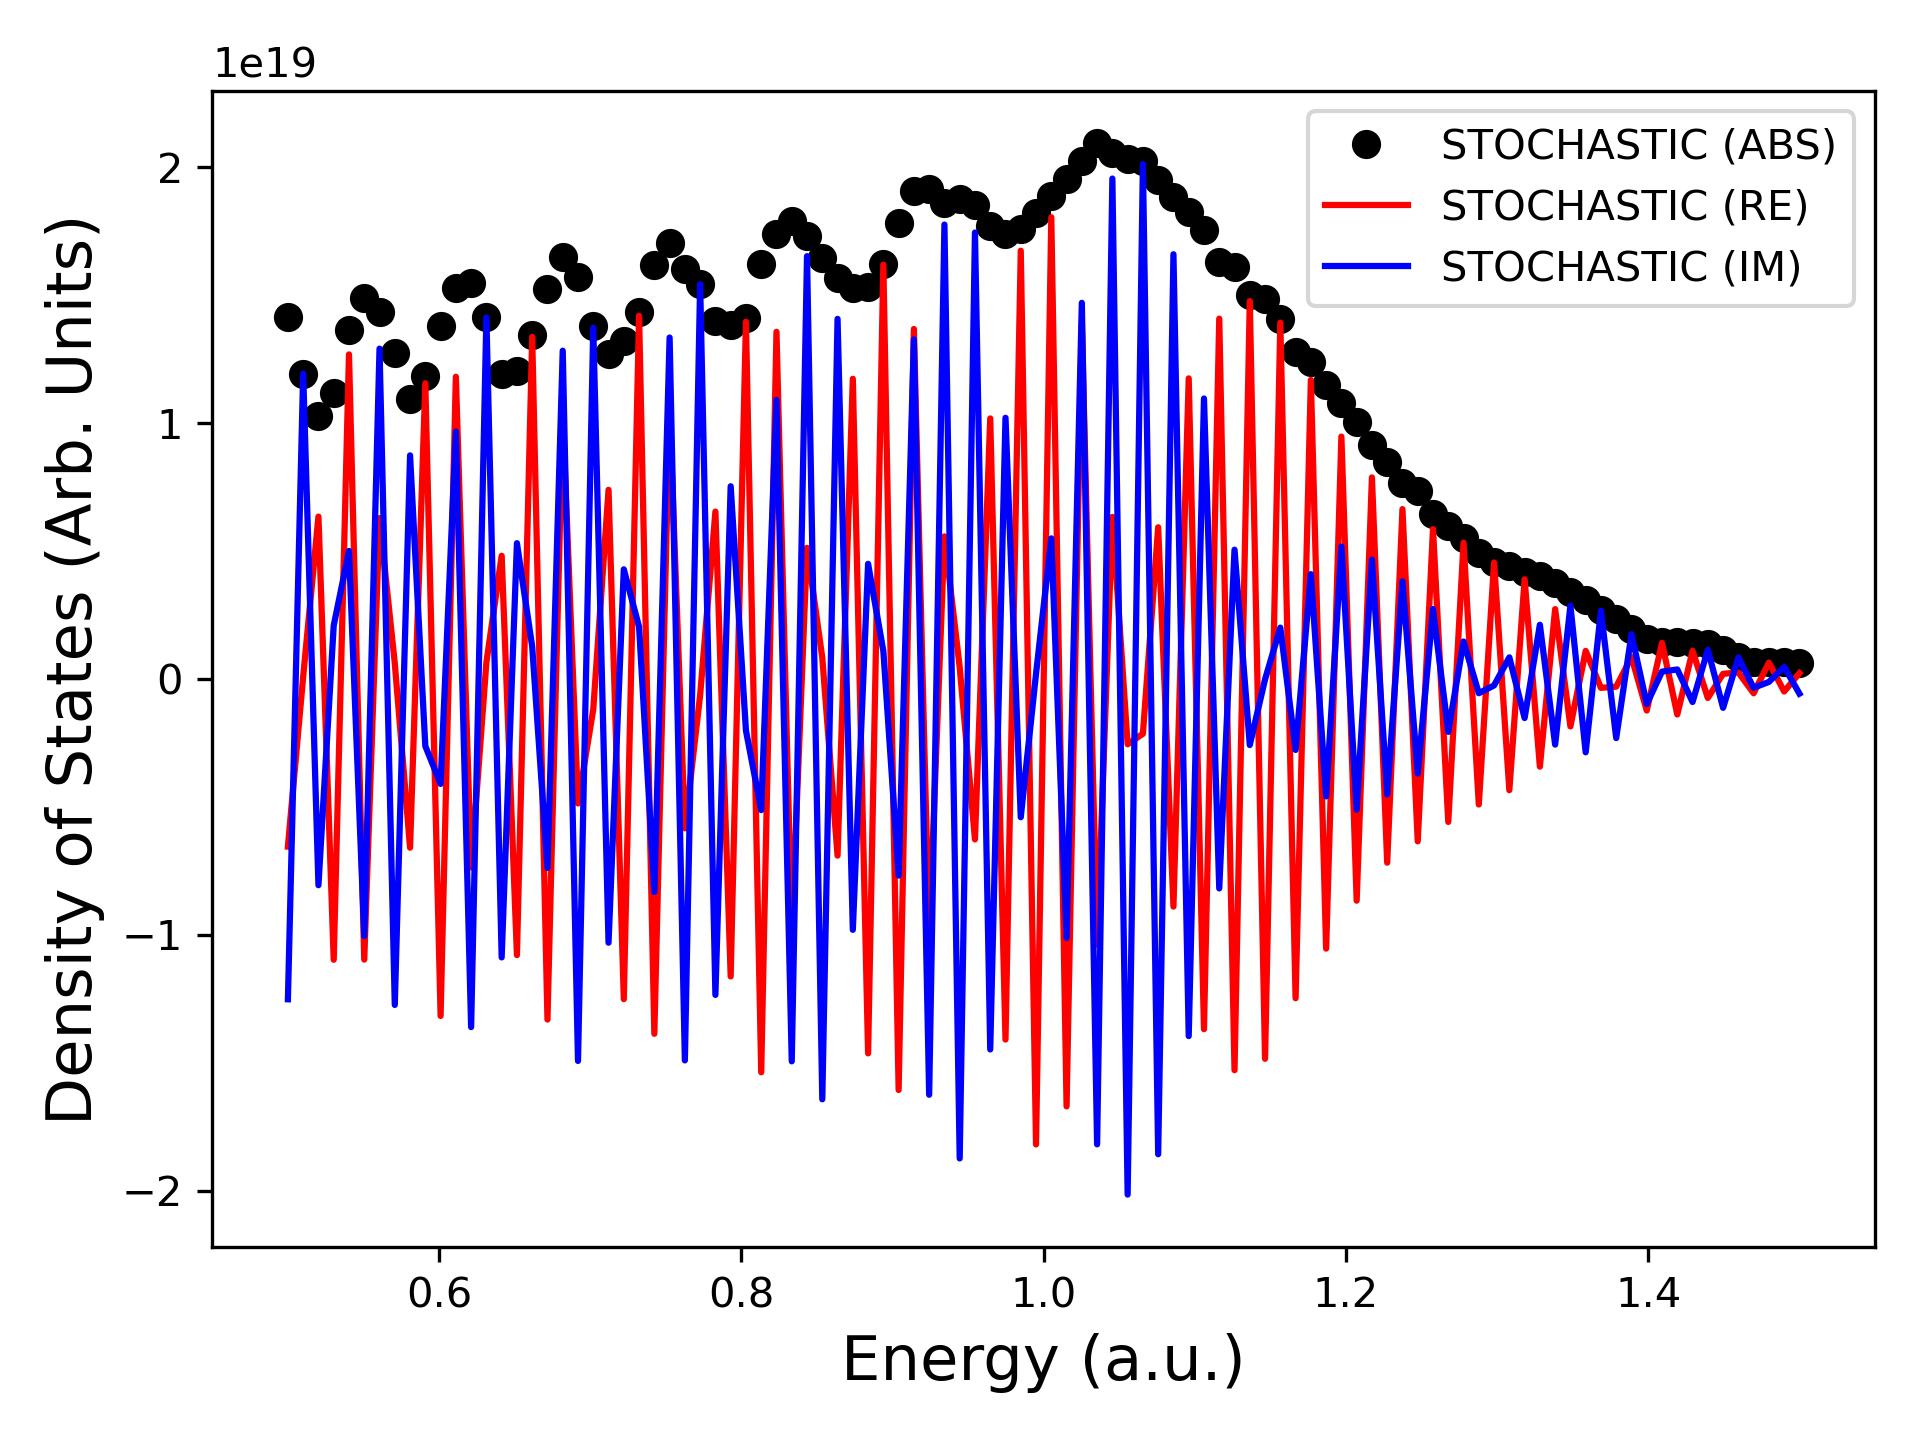 1e19
2
1
0
−1
−2
Density of States (Arb. Units)
STOCHASTIC (ABS)
STOCHASTIC (RE)
STOCHASTIC (IM)
0.6 0.8 1.0 1.2 1.4
Energy (a.u.)